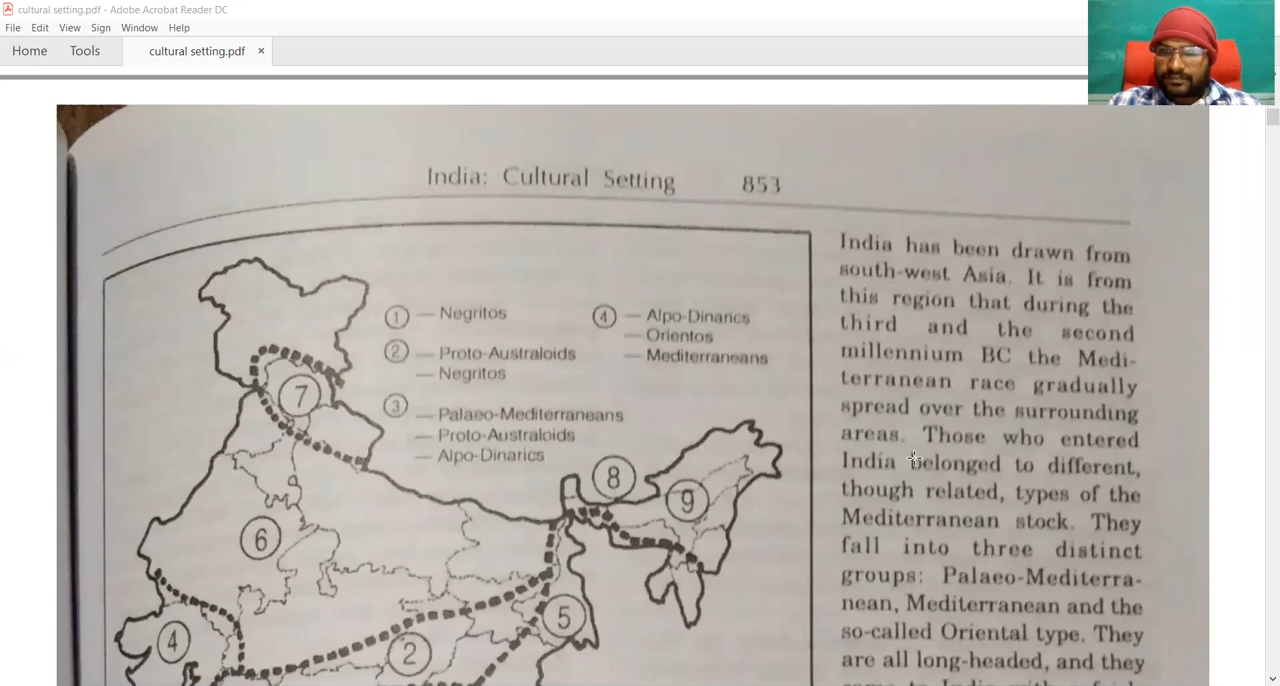 cultural setting.pdf - Adobe Acrobat Reader DC
File Edit View Sign Window Help
Home Tools cultural setting.pdf ×
India: Cultural Setting 853
1 — Negritos
2 — Proto-Australoids
— Negritos
3 — Palaeo-Mediterraneans
— Proto-Australoids
— Alpo-Dinarics
4 — Alpo-Dinarics
— Orientos
— Mediterraneans
7
8
9
6
5
4
2
India has been drawn from
south-west Asia. It is from
this region that during the
third and the second
millennium BC the Medi-
terranean race gradually
spread over the surrounding
areas. Those who entered
India belonged to different,
though related, types of the
Mediterranean stock. They
fall into three distinct
groups: Palaeo-Mediterra-
nean, Mediterranean and the
so-called Oriental type. They
are all long-headed, and they